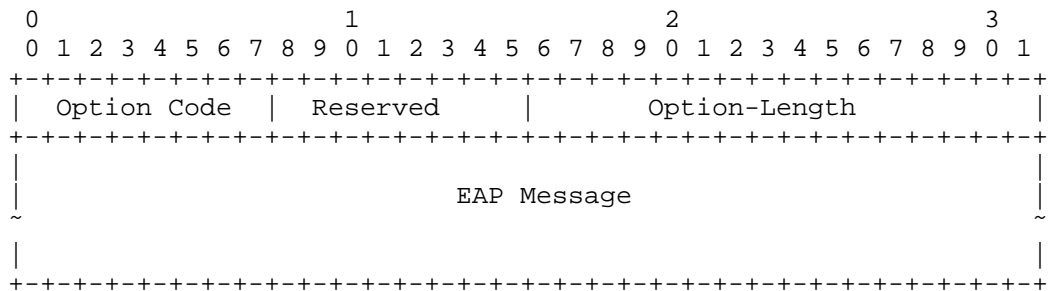 0                   1                   2                   3
0 1 2 3 4 5 6 7 8 9 0 1 2 3 4 5 6 7 8 9 0 1 2 3 4 5 6 7 8 9 0 1
+-+-+-+-+-+-+-+-+-+-+-+-+-+-+-+-+-+-+-+-+-+-+-+-+-+-+-+-+-+-+-+-+
|  Option Code  |  Reserved     |       Option-Length           |
+-+-+-+-+-+-+-+-+-+-+-+-+-+-+-+-+-+-+-+-+-+-+-+-+-+-+-+-+-+-+-+-+
|                                                               |
|                           EAP Message                         |
~                                                               ~
|                                                               |
+-+-+-+-+-+-+-+-+-+-+-+-+-+-+-+-+-+-+-+-+-+-+-+-+-+-+-+-+-+-+-+-+